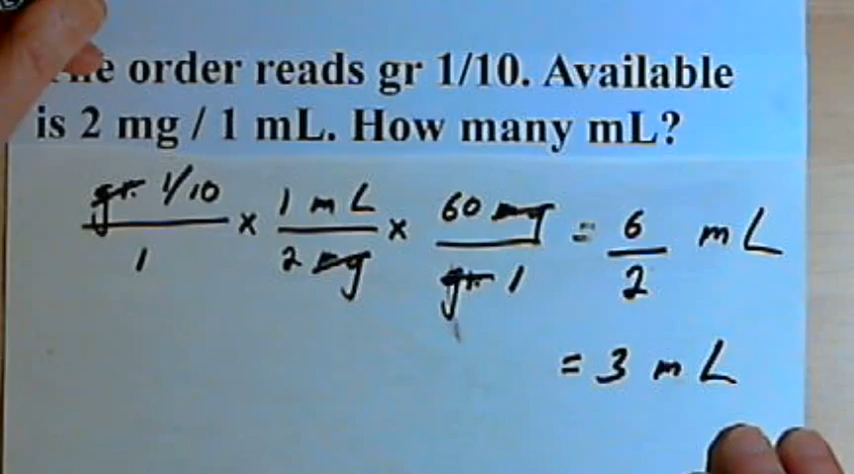 The order reads gr 1/10. Available
is 2 mg / 1 mL. How many mL?
gr. 1/10 / 1 x 1 mL / 2 mg x 60 mg / gr. 1 = 6 / 2 mL
= 3 mL